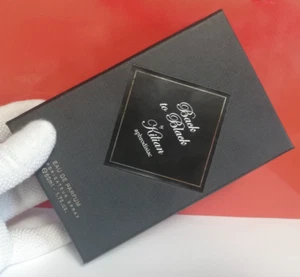 Back
to Black
by
Kilian
aphrodisiac
EAU DE PARFUM